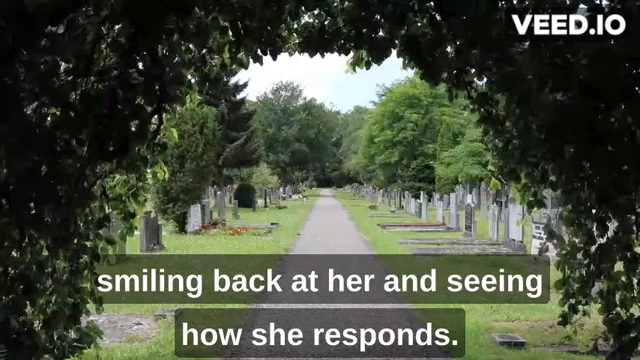 VEED.IO
smiling back at her and seeing
how she responds.